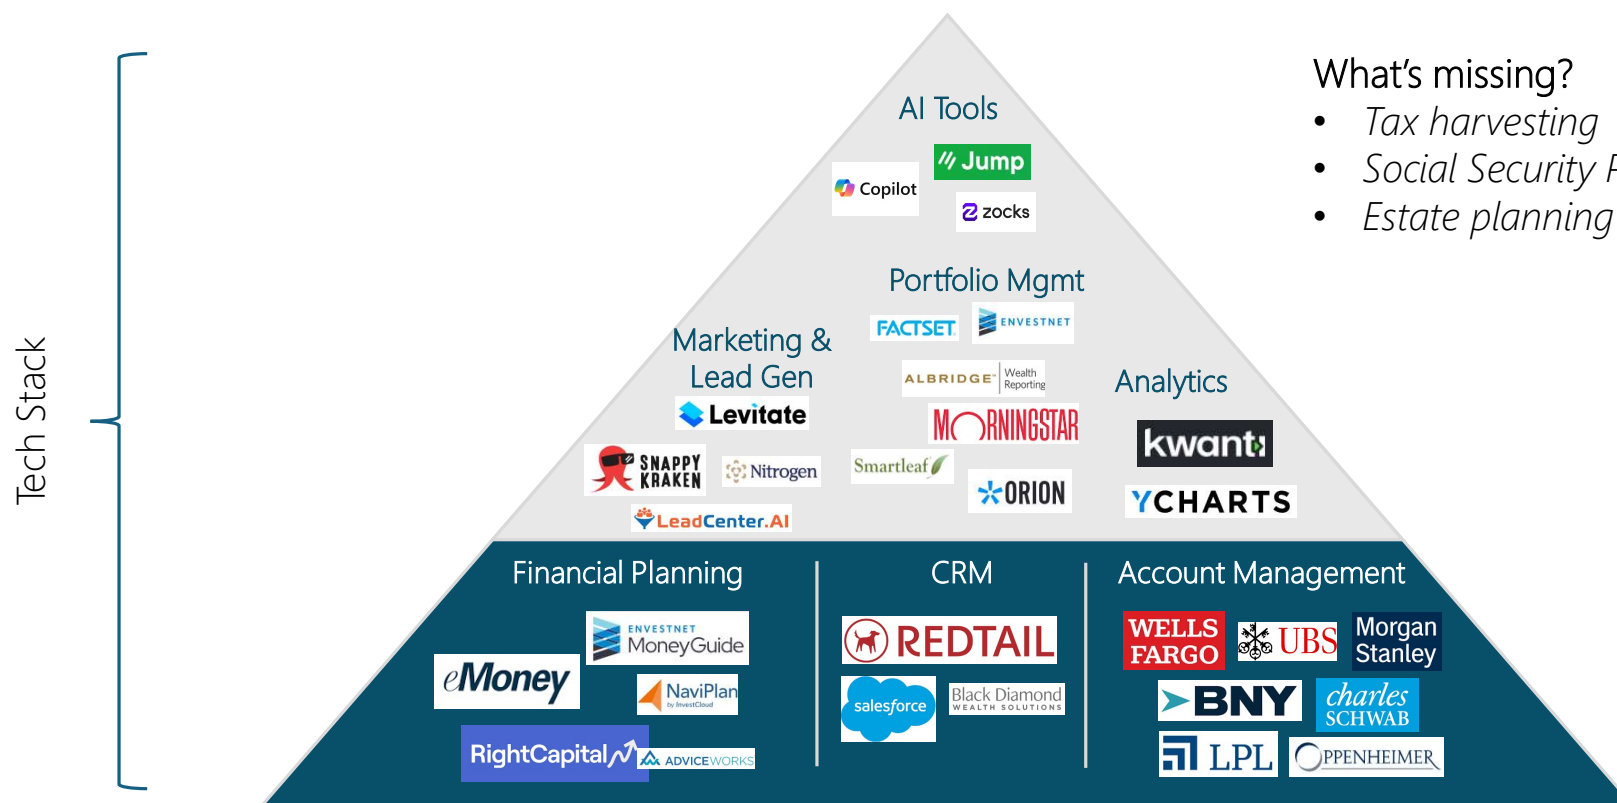 Tech Stack
What's missing?
• Tax harvesting
• Social Security
• Estate planning
AI Tools
Copilot
Jump
zocks
Portfolio Mgmt
FACTSET
ENVESTNET
ALBRIDGE
Wealth
Reporting
MORNINGSTAR
Smartleaf
ORION
Marketing &
Lead Gen
Levitate
SNAPPY
KRAKEN
Nitrogen
LeadCenter.AI
Analytics
kwanti
YCHARTS
Financial Planning
ENVESTNET
MoneyGuide
eMoney
NaviPlan
by InvestCloud
RightCapital
ADVICEWORKS
CRM
REDTAIL
salesforce
Black Diamond
WEALTH SOLUTIONS
Account Management
WELLS
FARGO
UBS
Morgan
Stanley
BNY
charles
SCHWAB
LPL
OPPENHEIMER